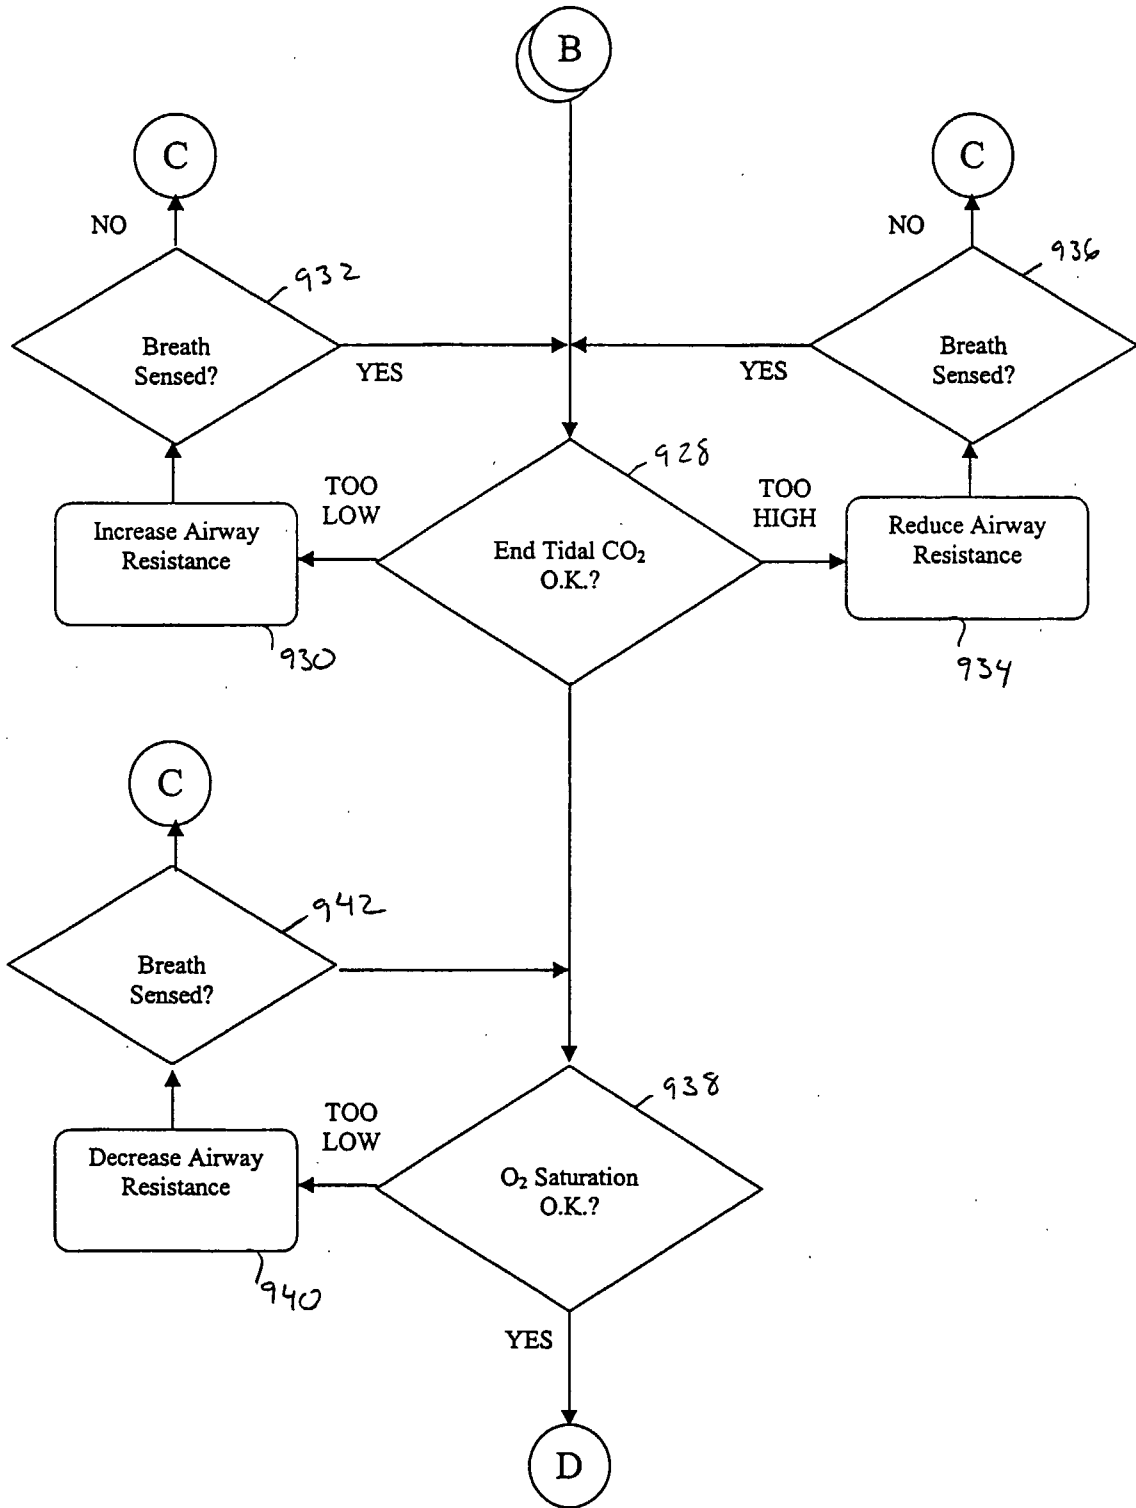 B
C
C
NO
NO
932
936
Breath
Sensed?
YES
YES
Breath
Sensed?
928
TOO
LOW
TOO
HIGH
Increase Airway
Resistance
End Tidal CO₂
O.K.?
Reduce Airway
Resistance
930
934
C
942
Breath
Sensed?
938
TOO
LOW
Decrease Airway
Resistance
O₂ Saturation
O.K.?
940
YES
D